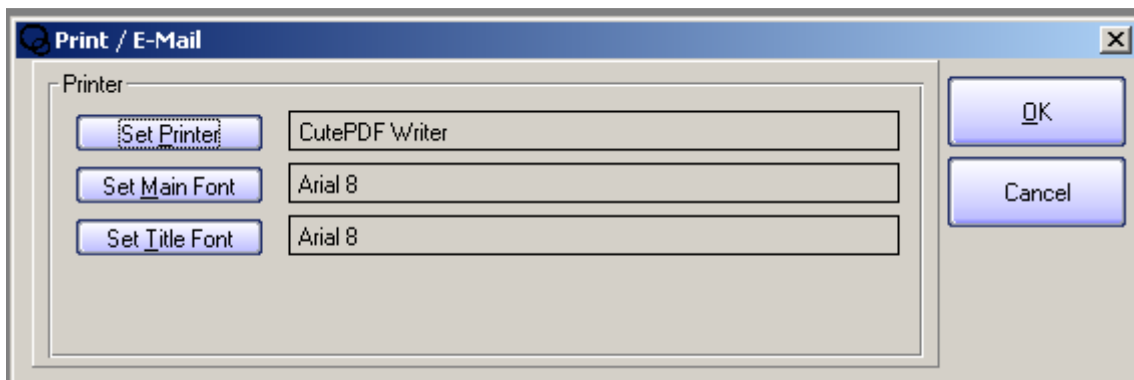 Print / E-Mail
Printer
Set Printer CutePDF Writer
Set Main Font Arial 8
Set Title Font Arial 8
OK
Cancel